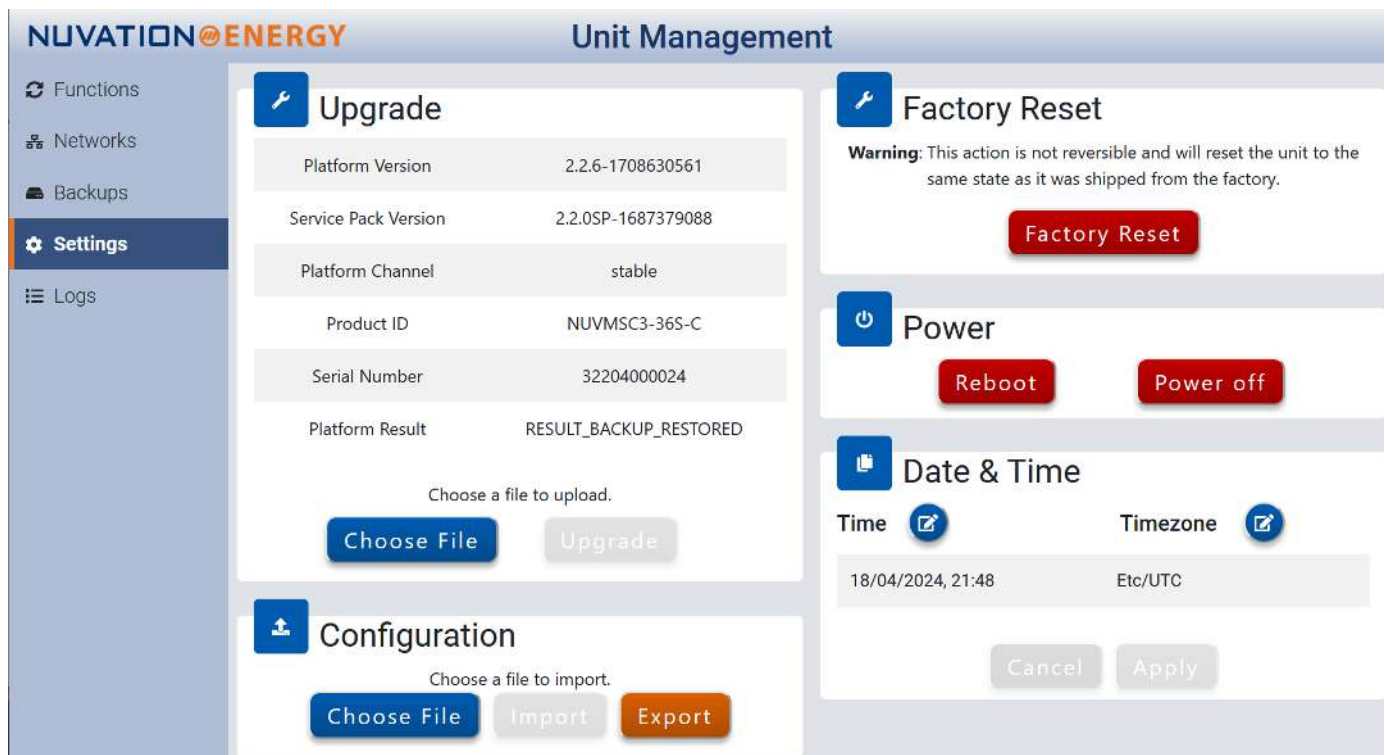 NUVATION ENERGY
Unit Management
Functions
Networks
Backups
Settings
Logs
Upgrade
Platform Version 2.2.6-1708630561
Service Pack Version 2.2.0SP-1687379088
Platform Channel stable
Product ID NUVMSC3-36S-C
Serial Number 32204000024
Platform Result RESULT_BACKUP_RESTORED
Choose a file to upload.
Choose File Upgrade
Configuration
Choose a file to import.
Choose File Import Export
Factory Reset
Warning: This action is not reversible and will reset the unit to the
same state as it was shipped from the factory.
Factory Reset
Power
Reboot Power off
Date & Time
Time Timezone
18/04/2024, 21:48 Etc/UTC
Cancel Apply